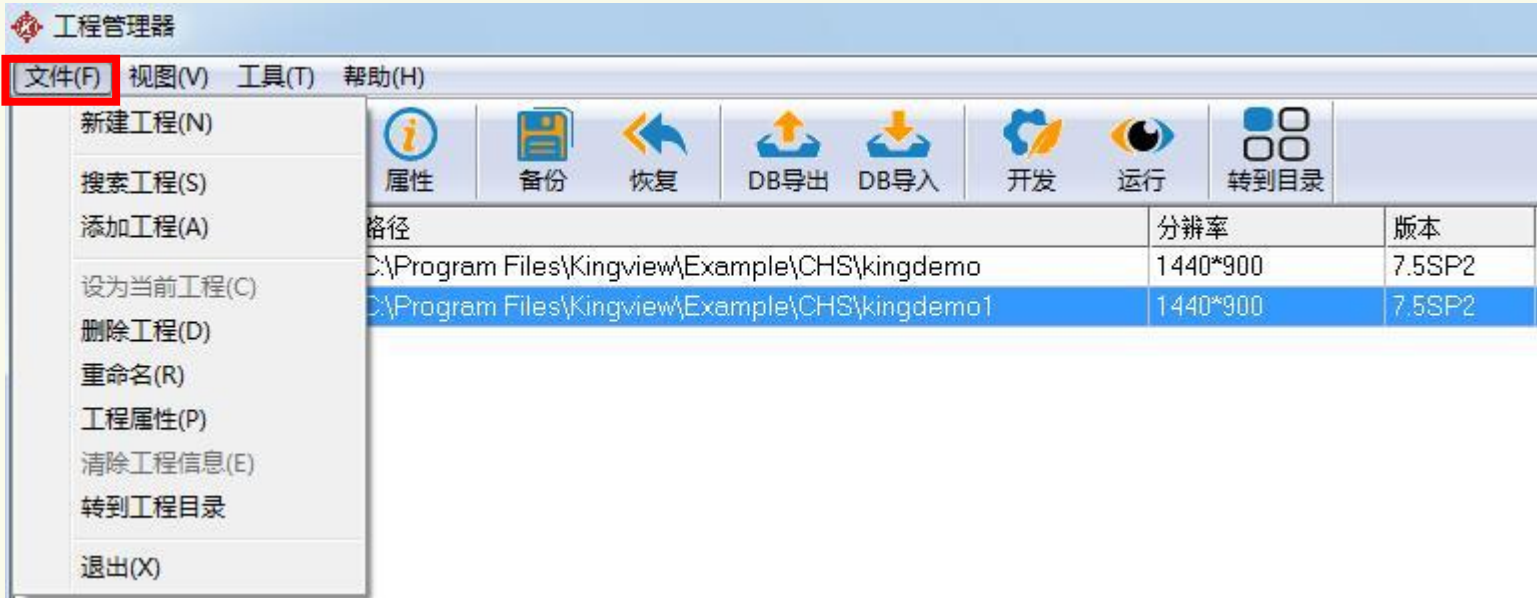 工程管理器
文件(F) 视图(V) 工具(T) 帮助(H)
新建工程(N)
搜索工程(S)
添加工程(A)
设为当前工程(C)
删除工程(D)
重命名(R)
工程属性(P)
清除工程信息(E)
转到工程目录
退出(X)
属性 备份 恢复 DB导出 DB导入 开发 运行 转到目录
路径 分辨率 版本
C:\Program Files\Kingview\Example\CHS\kingdemo 1440*900 7.5SP2
C:\Program Files\Kingview\Example\CHS\kingdemo1 1440*900 7.5SP2